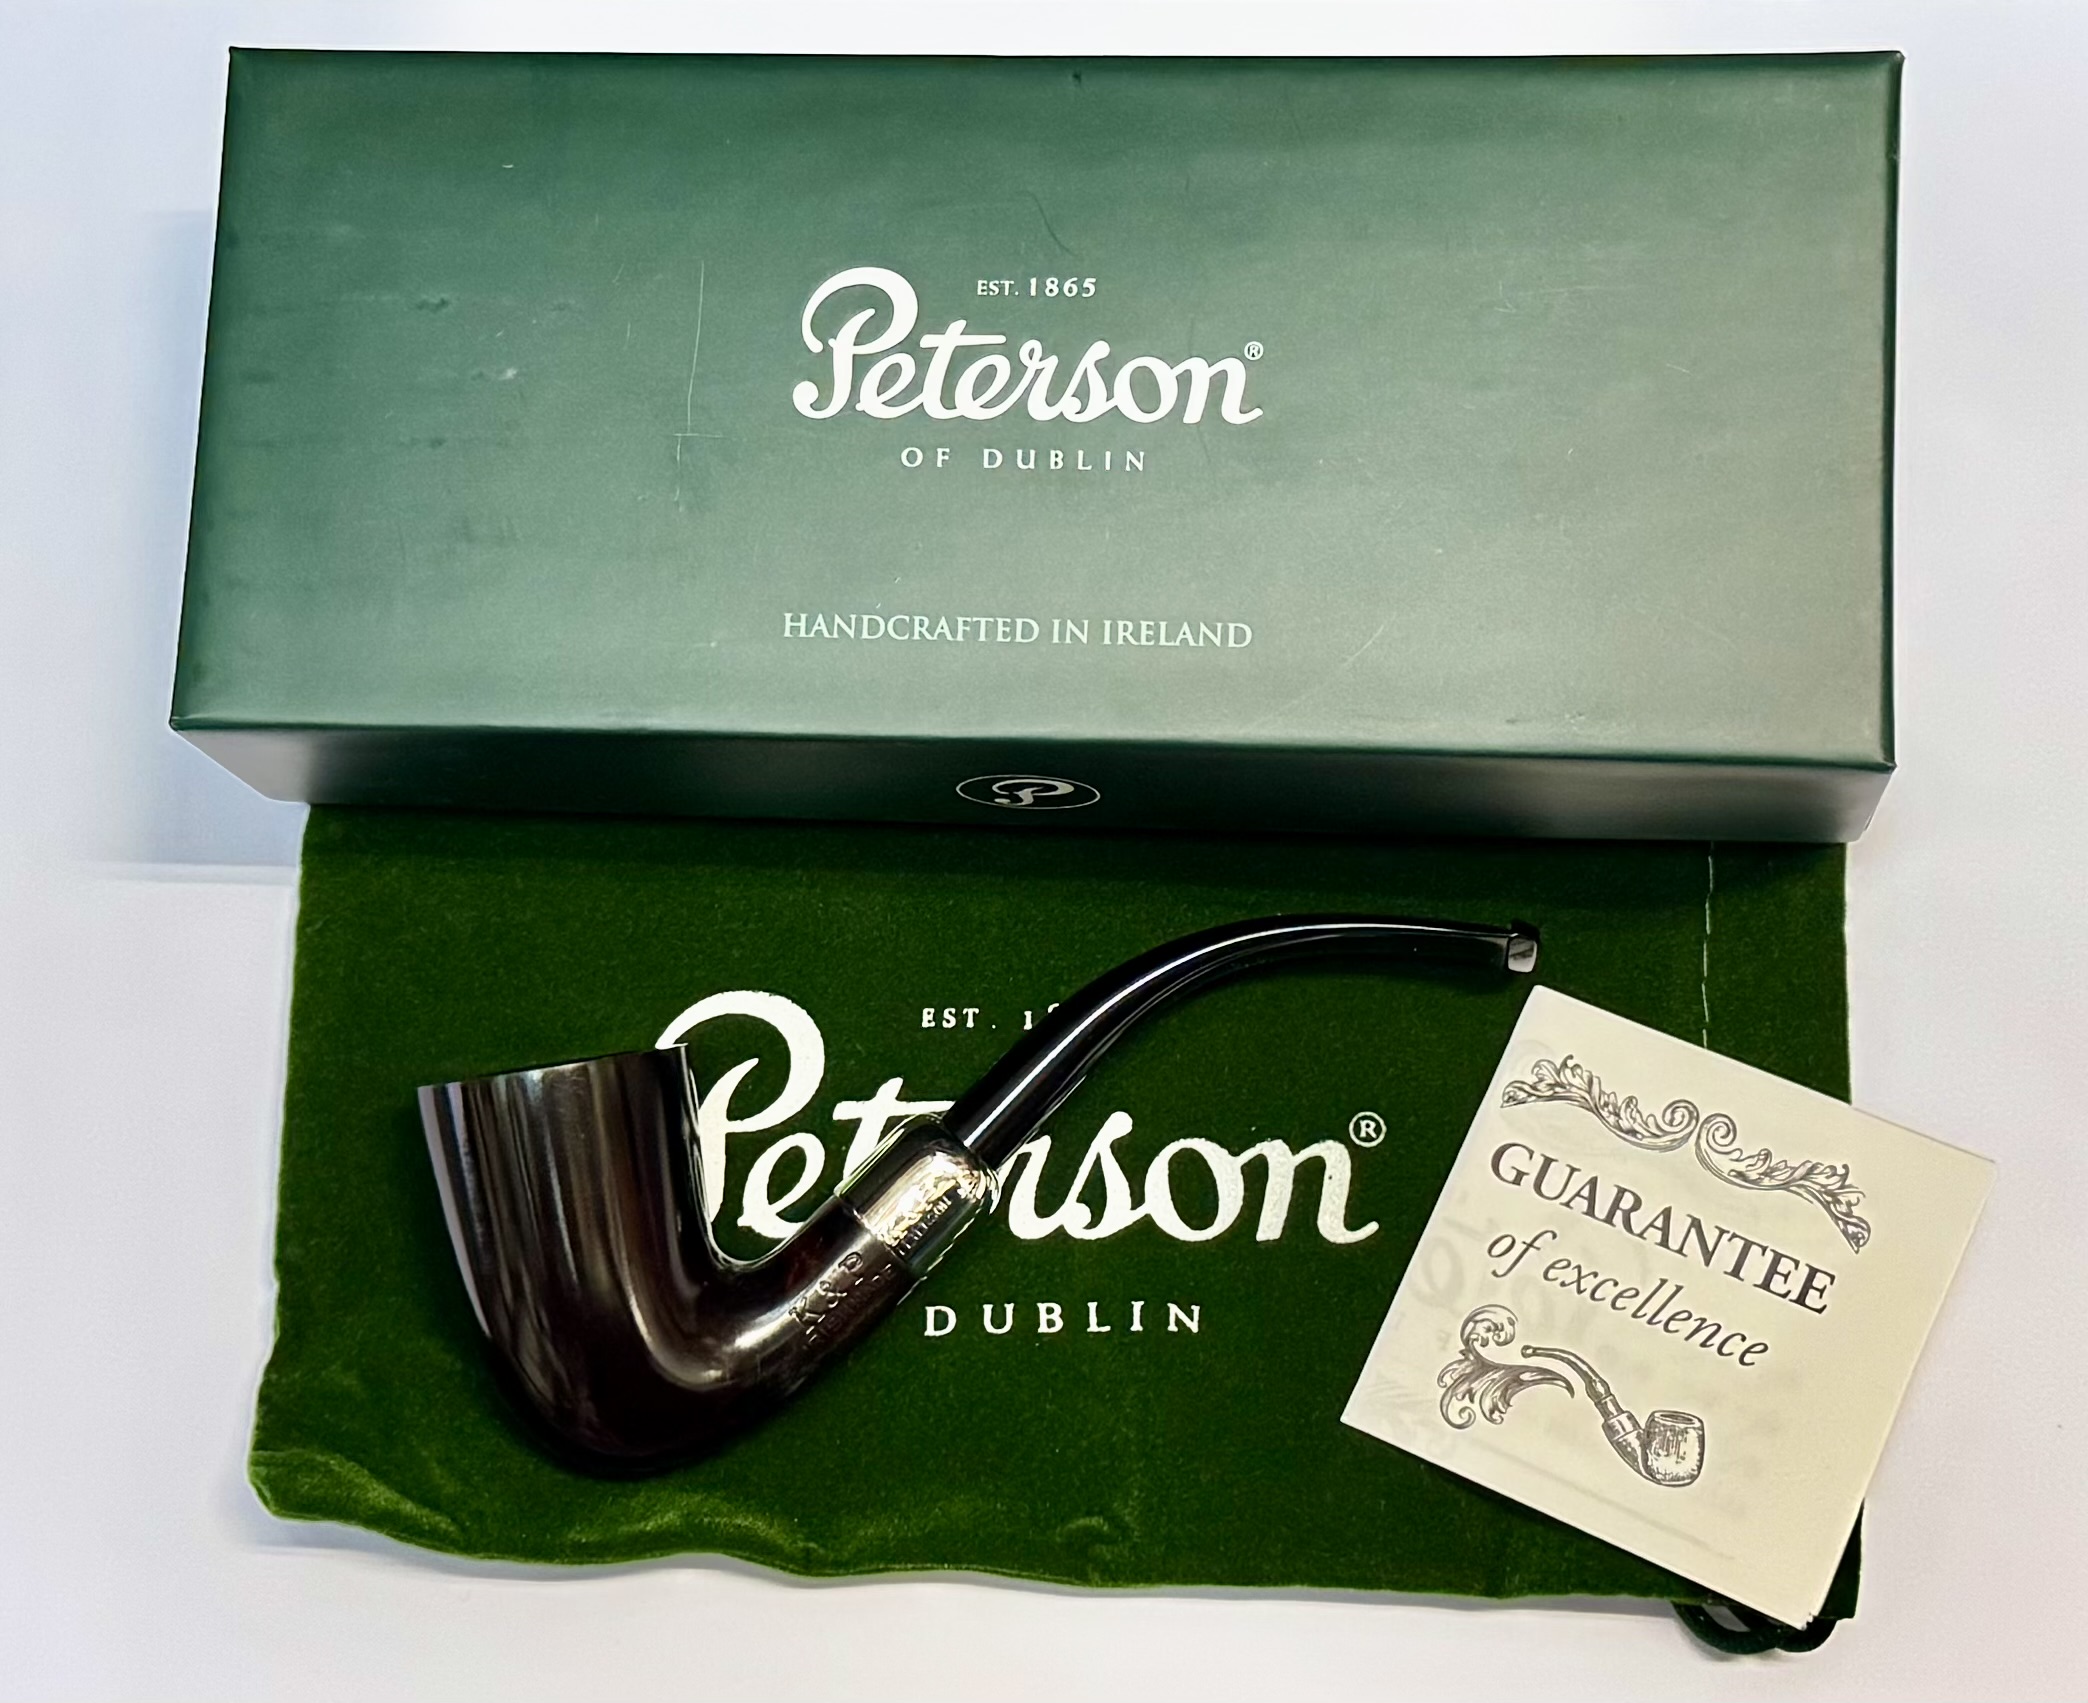 EST. 1865
Peterson®
OF DUBLIN
HANDCRAFTED IN IRELAND
P
EST.
Peterson®
DUBLIN
K & P
GUARANTEE
of excellence